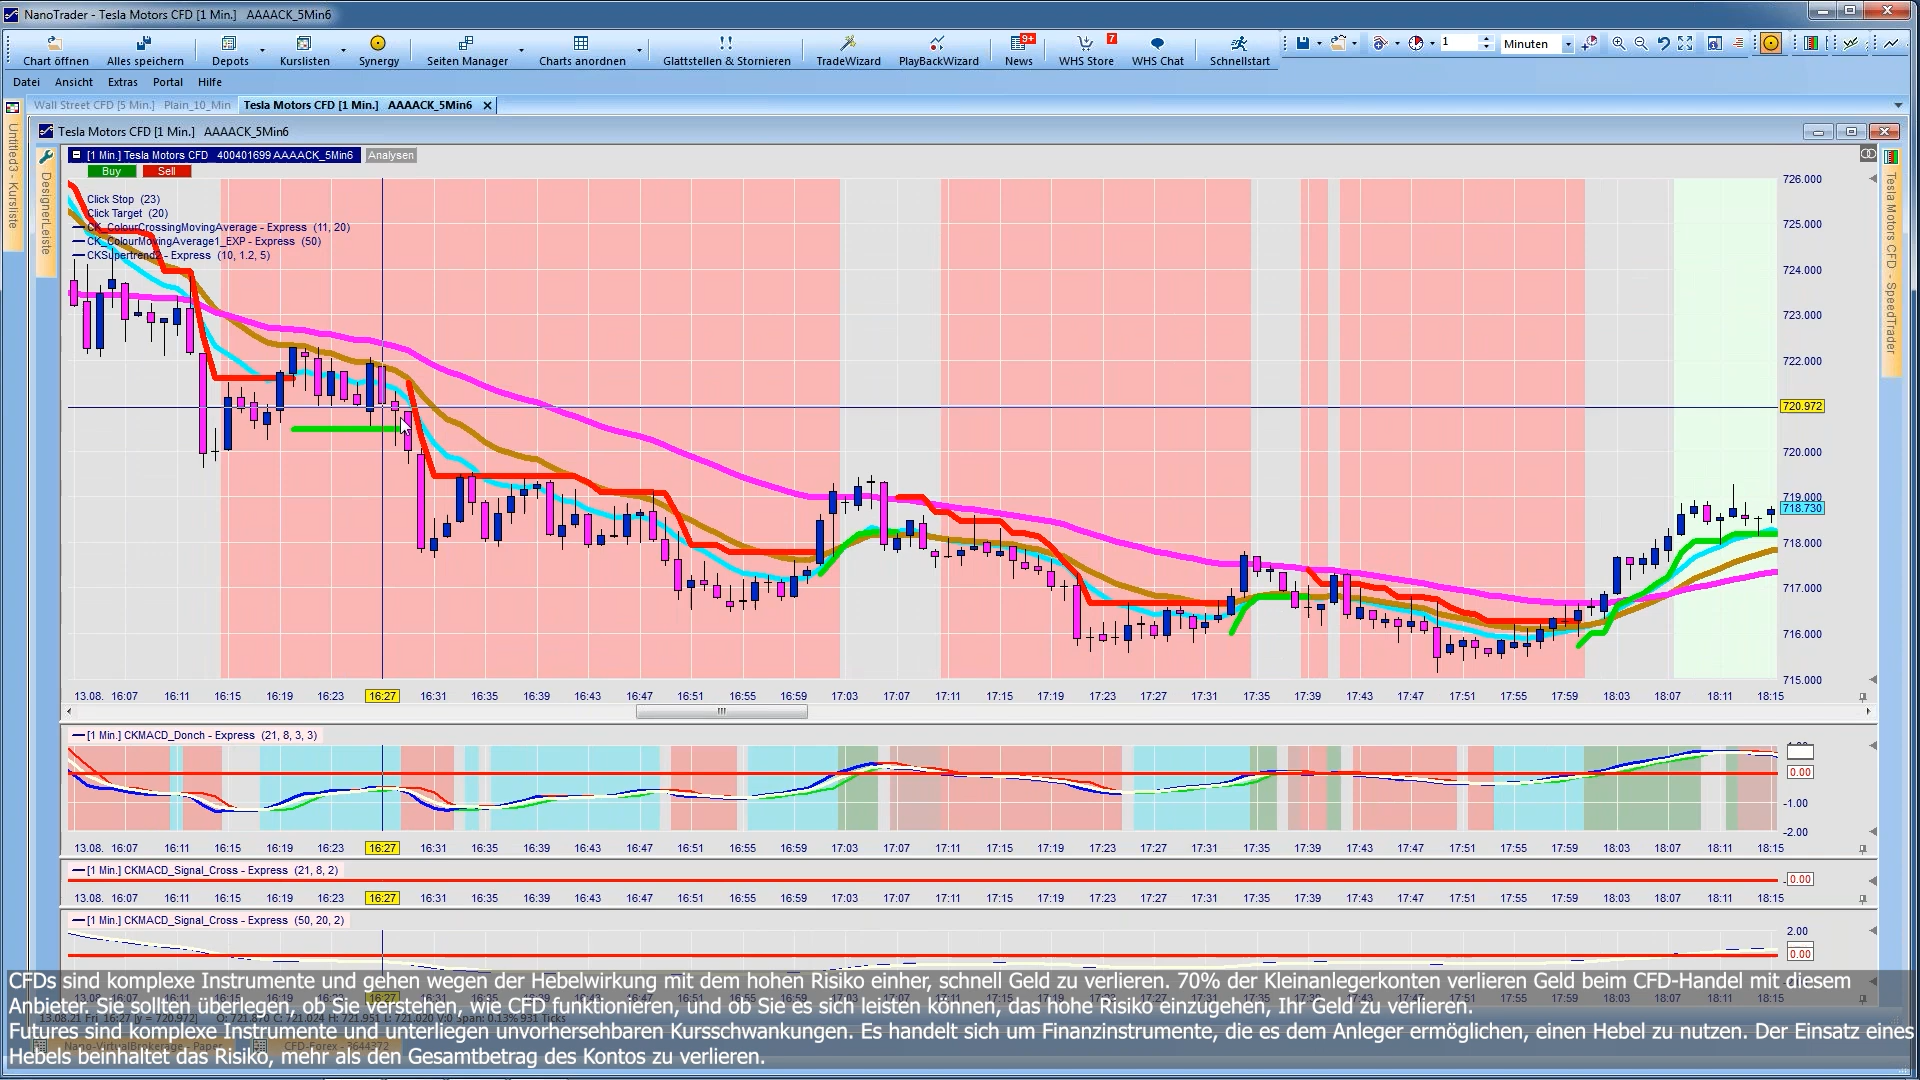 NanoTrader - Tesla Motors CFD [1 Min.] AAAACK_5Min6
Chart öffnen Alles speichern Depots Kurslisten Synergy Seiten Manager Charts anordnen Glattstellen & Stornieren TradeWizard PlayBackWizard 9+ News 7 WHS Store WHS Chat Schnellstart 1 Minuten
Datei Ansicht Extras Portal Hilfe
Wall Street CFD [5 Min.] Plain_10_Min Tesla Motors CFD [1 Min.] AAAACK_5Min6
Untitled3 - Kursliste
DesignerLeiste
Tesla Motors CFD - SpeedTrader
Tesla Motors CFD [1 Min.] AAAACK_5Min6
[1 Min.] Tesla Motors CFD 400401699 AAAACK_5Min6 Analysen
Buy Sell
Click Stop (23)
Click Target (20)
CK_ColourCrossingMovingAverage - Express (11, 20)
CK_ColourMovingAverage1_EXP - Express (50)
CKSupertrend2 - Express (10, 1.2, 5)
726.000
725.000
724.000
723.000
722.000
720.972
720.000
719.000
718.730
718.000
717.000
716.000
715.000
13.08. 16:07 16:11 16:15 16:19 16:23 16:27 16:31 16:35 16:39 16:43 16:47 16:51 16:55 16:59 17:03 17:07 17:11 17:15 17:19 17:23 17:27 17:31 17:35 17:39 17:43 17:47 17:51 17:55 17:59 18:03 18:07 18:11 18:15
[1 Min.] CKMACD_Donch - Express (21, 8, 3, 3)
0.00
-1.00
-2.00
13.08. 16:07 16:11 16:15 16:19 16:23 16:27 16:31 16:35 16:39 16:43 16:47 16:51 16:55 16:59 17:03 17:07 17:11 17:15 17:19 17:23 17:27 17:31 17:35 17:39 17:43 17:47 17:51 17:55 17:59 18:03 18:07 18:11 18:15
[1 Min.] CKMACD_Signal_Cross - Express (21, 8, 2)
0.00
13.08. 16:07 16:11 16:15 16:19 16:23 16:27 16:31 16:35 16:39 16:43 16:47 16:51 16:55 16:59 17:03 17:07 17:11 17:15 17:19 17:23 17:27 17:31 17:35 17:39 17:43 17:47 17:51 17:55 17:59 18:03 18:07 18:11 18:15
[1 Min.] CKMACD_Signal_Cross - Express (50, 20, 2)
2.00
0.00
CFDs sind komplexe Instrumente und gehen wegen der Hebelwirkung mit dem hohen Risiko einher, schnell Geld zu verlieren. 70% der Kleinanlegerkonten verlieren Geld beim CFD-Handel mit diesem
Anbieter. Sie sollten überlegen, ob Sie verstehen, wie CFD funktionieren, und ob Sie es sich leisten können, das hohe Risiko einzugehen, Ihr Geld zu verlieren.
Futures sind komplexe Instrumente und unterliegen unvorhersehbaren Kursschwankungen. Es handelt sich um Finanzinstrumente, die es dem Anleger ermöglichen, einen Hebel zu nutzen. Der Einsatz eines
Hebels beinhaltet das Risiko, mehr als den Gesamtbetrag des Kontos zu verlieren.